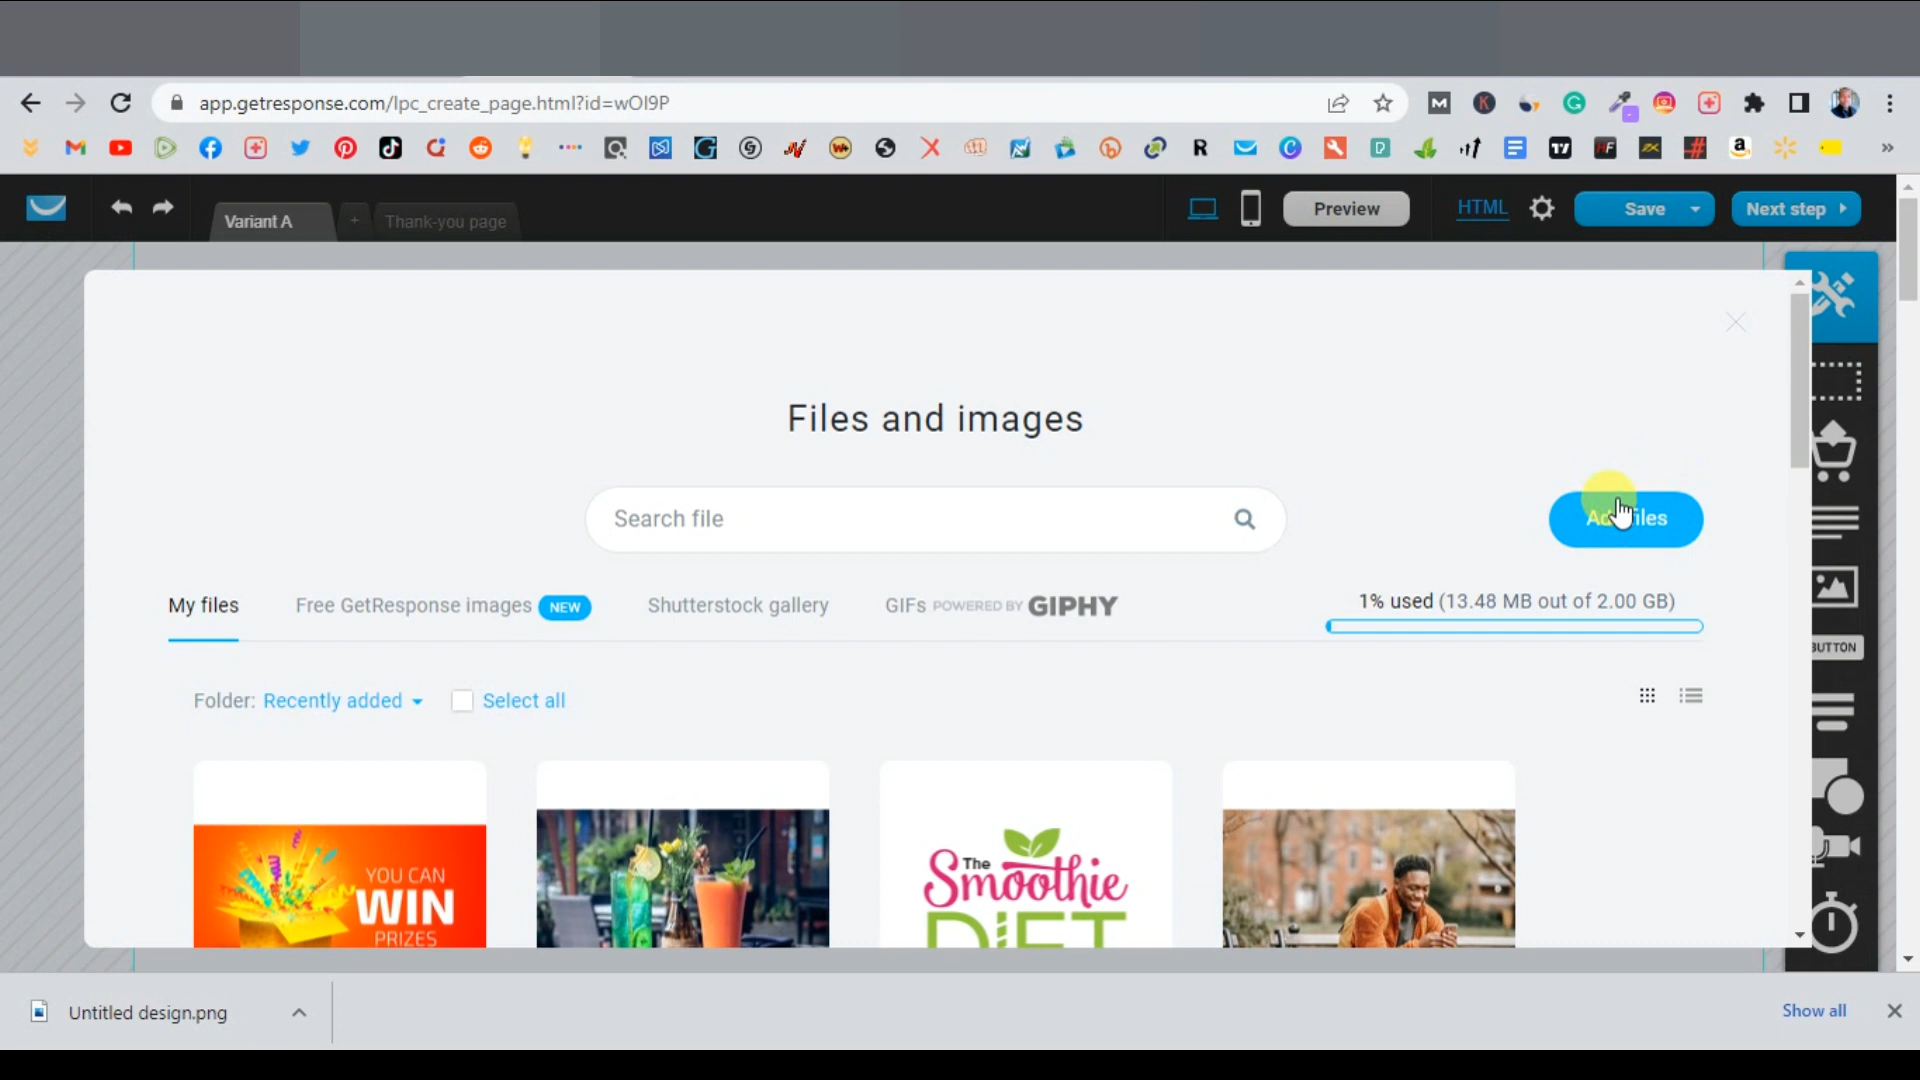 app.getresponse.com/lpc_create_page.html?id=wOI9P
Variant A
+
Thank-you page
Preview
HTML
Save
Next step
Files and images
Search file
My files
Free GetResponse images NEW
Shutterstock gallery
GIFs POWERED BY GIPHY
1% used (13.48 MB out of 2.00 GB)
Folder: Recently added
Select all
BUTTON
YOU CAN
WIN
PRIZES
The
Smoothie
DIET
Untitled design.png
Show all